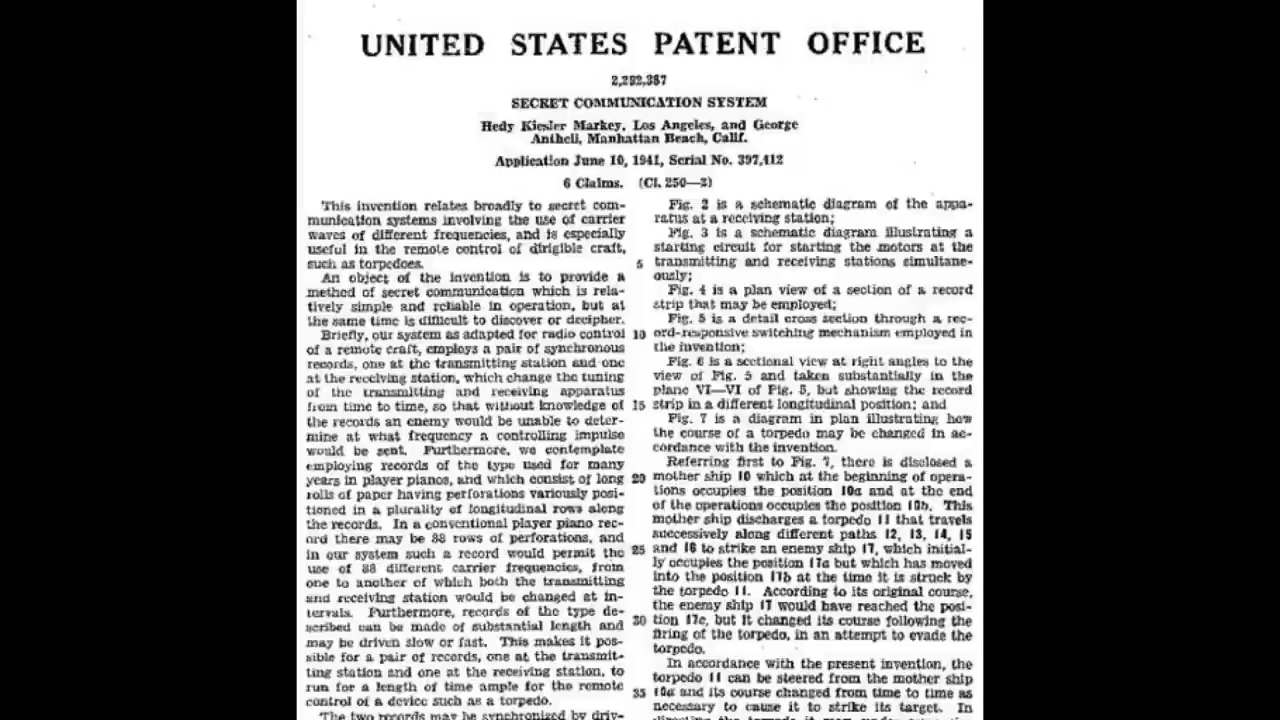 UNITED STATES PATENT OFFICE
2,292,387
SECRET COMMUNICATION SYSTEM
Hedy Kiesler Markey, Los Angeles, and George
Antheil, Manhattan Beach, Calif.
Application June 10, 1941, Serial No. 397,412
6 Claims. (Cl. 250—2)
This invention relates broadly to secret com-
munication systems involving the use of carrier
waves of different frequencies, and is especially
useful in the remote control of dirigible craft,
such as torpedoes.
An object of the invention is to provide a
method of secret communication which is rela-
tively simple and reliable in operation, but at
the same time is difficult to discover or decipher.
Briefly, our system as adapted for radio control
of a remote craft, employs a pair of synchronous
records, one at the transmitting station and one
at the receiving station, which change the tuning
of the transmitting and receiving apparatus
from time to time, so that without knowledge of
the records an enemy would be unable to deter-
mine at what frequency a controlling impulse
would be sent. Furthermore, we contemplate
employing records of the type used for many
years in player pianos, and which consist of long
rolls of paper having perforations variously posi-
tioned in a plurality of longitudinal rows along
the records. In a conventional player piano rec-
ord there may be 88 rows of perforations, and
in our system such a record would permit the
use of 88 different carrier frequencies, from
one to another of which both the transmitting
and receiving station would be changed at in-
tervals. Furthermore, records of the type de-
scribed can be made of substantial length and
may be driven slow or fast. This makes it pos-
sible for a pair of records, one at the transmit-
ting station and one at the receiving station, to
run for a length of time ample for the remote
control of a device such as a torpedo.
The two records may be synchronized by driv-
Fig. 2 is a schematic diagram of the appa-
ratus at a receiving station;
Fig. 3 is a schematic diagram illustrating a
starting circuit for starting the motors at the
5 transmitting and receiving stations simultane-
ously;
Fig. 4 is a plan view of a section of a record
strip that may be employed;
Fig. 5 is a detail cross section through a rec-
10 ord-responsive switching mechanism employed in
the invention;
Fig. 6 is a sectional view at right angles to the
view of Fig. 5 and taken substantially in the
plane VI—VI of Fig. 5, but showing the record
15 strip in a different longitudinal position; and
Fig. 7 is a diagram in plan illustrating how
the course of a torpedo may be changed in ac-
cordance with the invention.
Referring first to Fig. 7, there is disclosed a
20 mother ship 10 which at the beginning of opera-
tions occupies the position 10a and at the end
of the operations occupies the position 10b. This
mother ship discharges a torpedo 11 that travels
successively along different paths 12, 13, 14, 15
25 and 16 to strike an enemy ship 17, which initial-
ly occupies the position 17a but which has moved
into the position 17b at the time it is struck by
the torpedo 11. According to its original course,
the enemy ship 17 would have reached the posi-
30 tion 17c, but it changed its course following the
firing of the torpedo, in an attempt to evade the
torpedo.
In accordance with the present invention, the
torpedo 11 can be steered from the mother ship
35 10a and its course changed from time to time as
necessary to cause it to strike its target. In